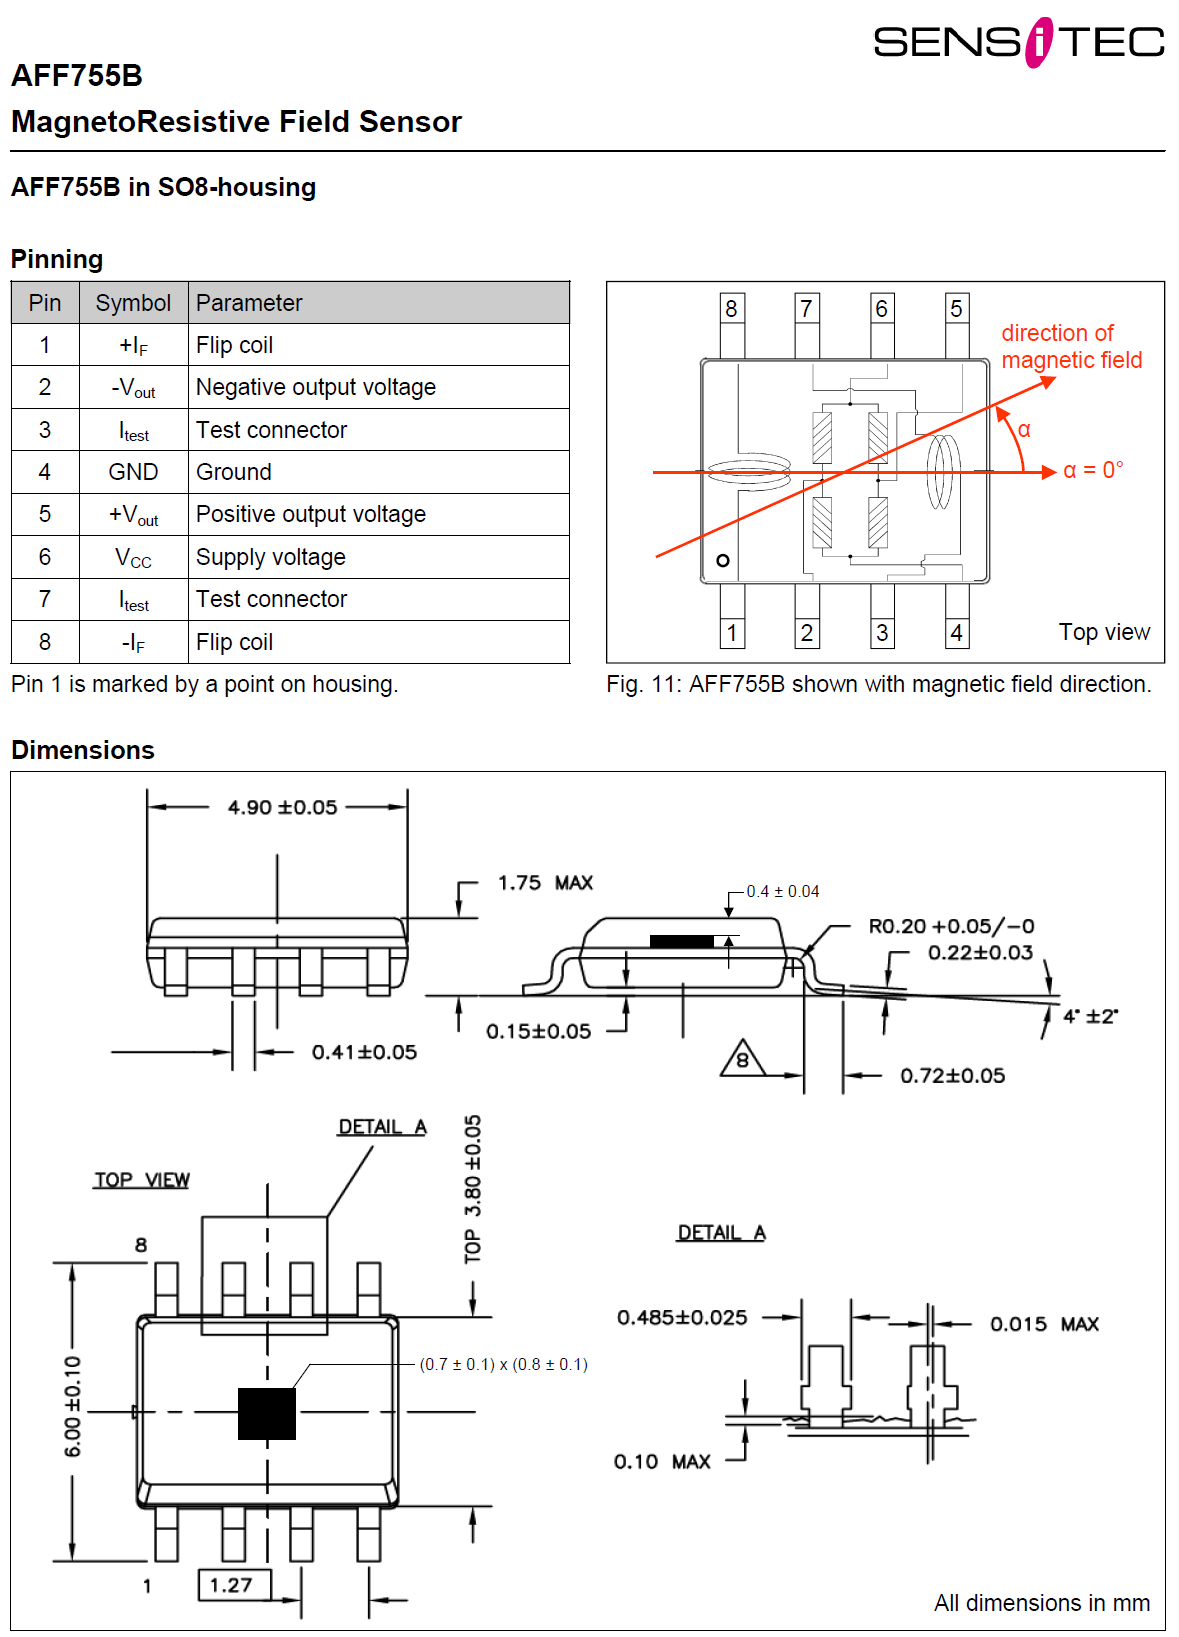 SENSiTEC
AFF755B
MagnetoResistive Field Sensor
AFF755B in SO8-housing
Pinning
Pin Symbol Parameter
1 +IF Flip coil
2 -Vout Negative output voltage
3 Itest Test connector
4 GND Ground
5 +Vout Positive output voltage
6 VCC Supply voltage
7 Itest Test connector
8 -IF Flip coil
Pin 1 is marked by a point on housing.
8 7 6 5
direction of
magnetic field
α
α = 0°
1 2 3 4
Top view
Fig. 11: AFF755B shown with magnetic field direction.
Dimensions
4.90 ±0.05
1.75 MAX
0.4 ± 0.04
R0.20 +0.05/-0
0.22±0.03
4° ±2°
0.15±0.05
0.41±0.05
8
0.72±0.05
DETAIL A
TOP VIEW
TOP 3.80 ±0.05
8
DETAIL A
0.485±0.025
0.015 MAX
(0.7 ± 0.1) x (0.8 ± 0.1)
6.00 ±0.10
0.10 MAX
1
1.27
All dimensions in mm